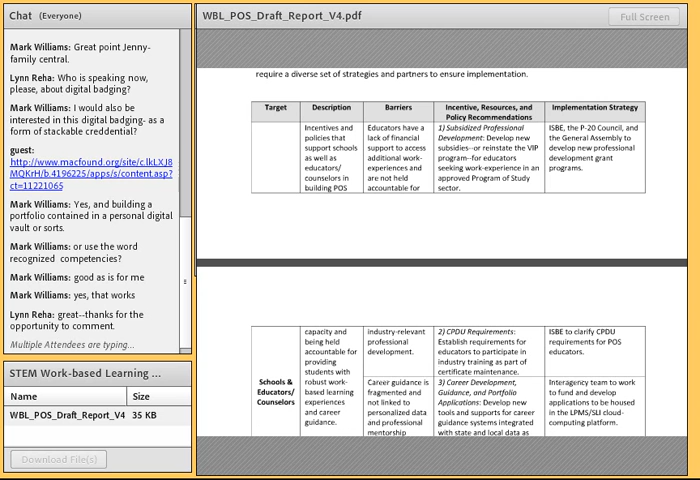 Chat (Everyone)
Mark Williams: Great point Jenny-
family central.
Lynn Reha: Who is speaking now,
please, about digital badging?
Mark Williams: I would also be
interested in this digital badging- as a
form of stackable creddential?
guest:
http://www.macfound.org/site/c.lkLXJ8
MQKrH/b.4196225/apps/s/content.asp?
ct=11221065
Mark Williams: Yes, and building a
portfolio contained in a personal digital
vault or sorts.
Mark Williams: or use the word
recognized competencies?
Mark Williams: good as is for me
Mark Williams: yes, that works
Lynn Reha: great--thanks for the
opportunity to comment.
Multiple Attendees are typing...
STEM Work-based Learning ...
Name Size
WBL_POS_Draft_Report_V4 35 KB
Download File(s)
WBL_POS_Draft_Report_V4.pdf
Full Screen
require a diverse set of strategies and partners to ensure implementation.
Target Description Barriers Incentive, Resources, and
Policy Recommendations Implementation Strategy
Incentives and
policies that
support schools
as well as
educators/
counselors in
building POS
Educators have a
lack of financial
support to access
additional work-
experiences and
are not held
accountable for
1) Subsidized Professional
Development: Develop new
subsidies--or reinstate the VIP
program--for educators
seeking work-experience in an
approved Program of Study
sector.
ISBE, the P-20 Council, and
the General Assembly to
develop new professional
development grant
programs.
Schools &
Educators/
Counselors
capacity and
being held
accountable for
providing
students with
robust work-
based learning
experiences
and career
guidance.
industry-relevant
professional
development.
2) CPDU Requirements:
Establish requirements for
educators to participate in
industry training as part of
certificate maintenance.
ISBE to clarify CPDU
requirements for POS
educators.
Career guidance is
fragmented and
not linked to
personalized data
and professional
mentorship
3) Career Development,
Guidance, and Portfolio
Applications: Develop new
tools and supports for career
guidance systems integrated
with state and local data as
Interagency team to work
to fund and develop
applications to be housed
in the LPMS/SLI cloud-
computing platform.